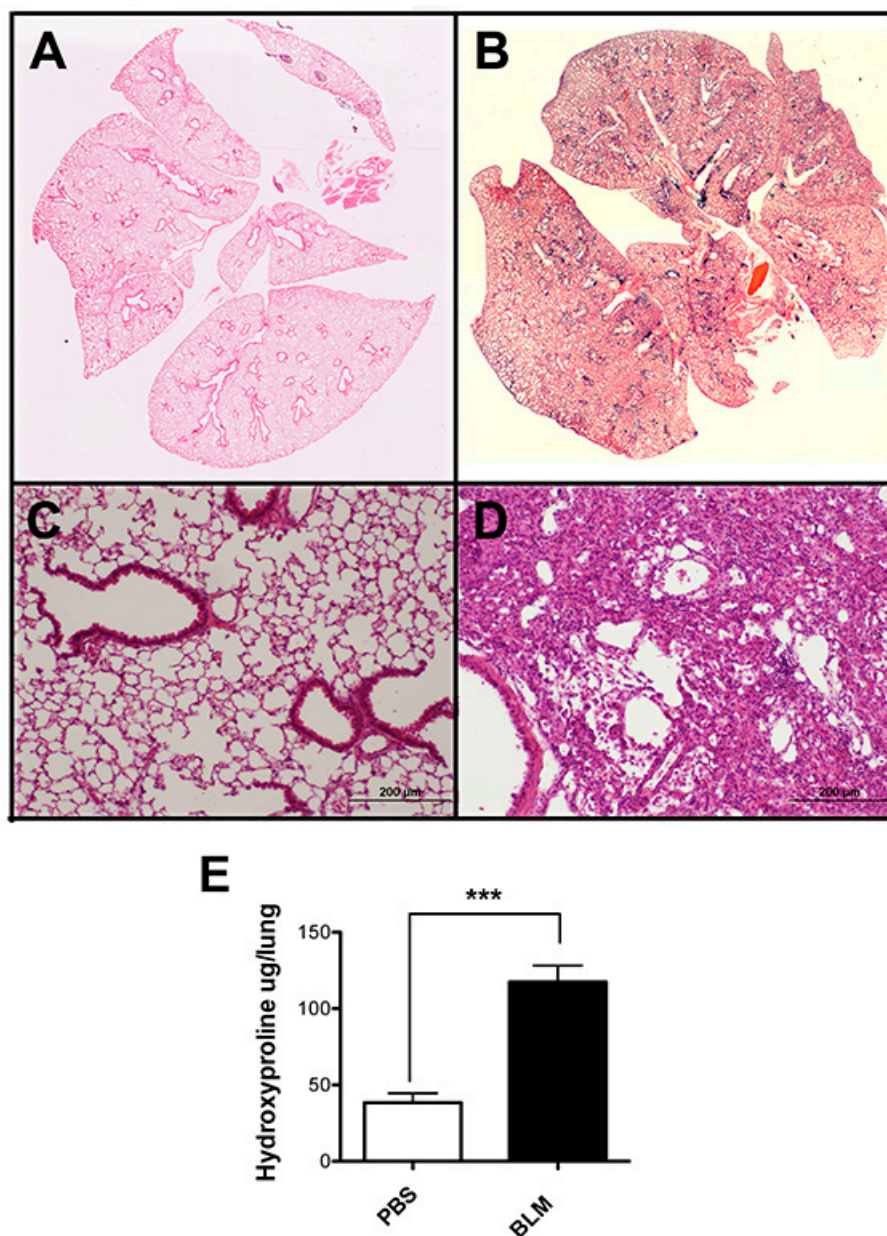 A
B
C
200 µm
D
200 µm
E
***
Hydroxyproline ug/lung
150
100
50
0
PBS
BLM